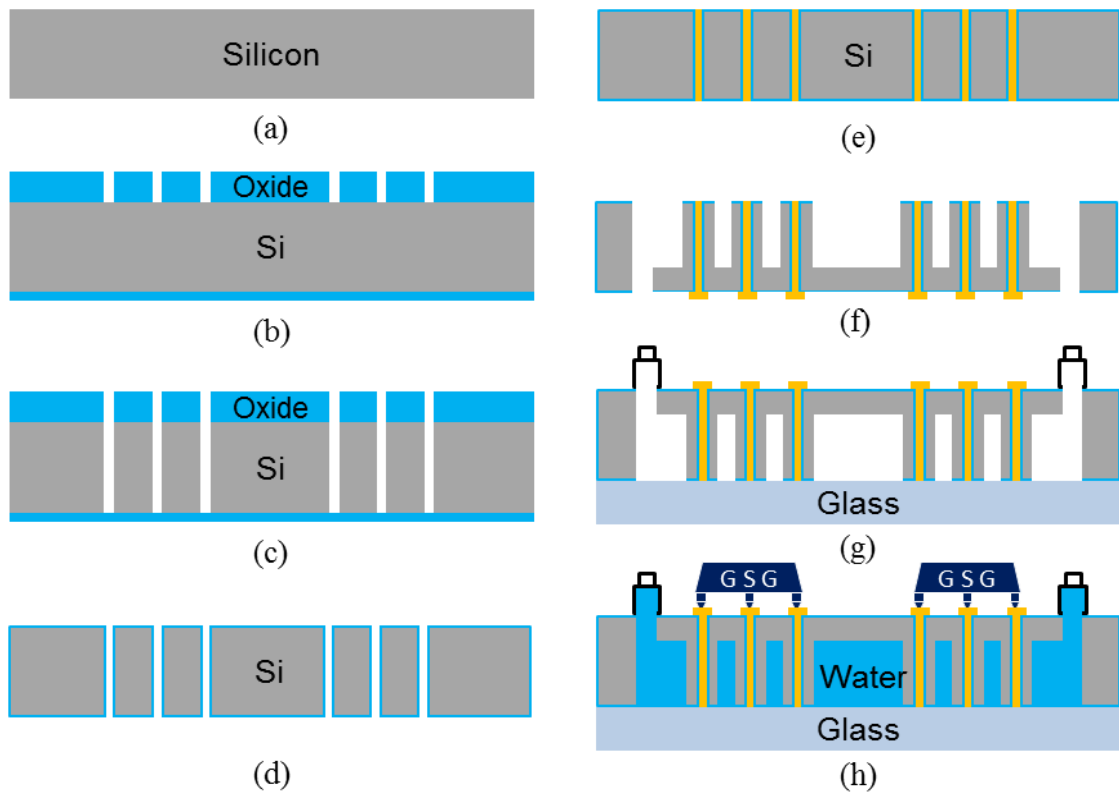 Silicon
(a)
Oxide
Si
(b)
Oxide
Si
(c)
Si
(d)
Si
(e)
(f)
Glass
(g)
G S G
G S G
Water
Glass
(h)